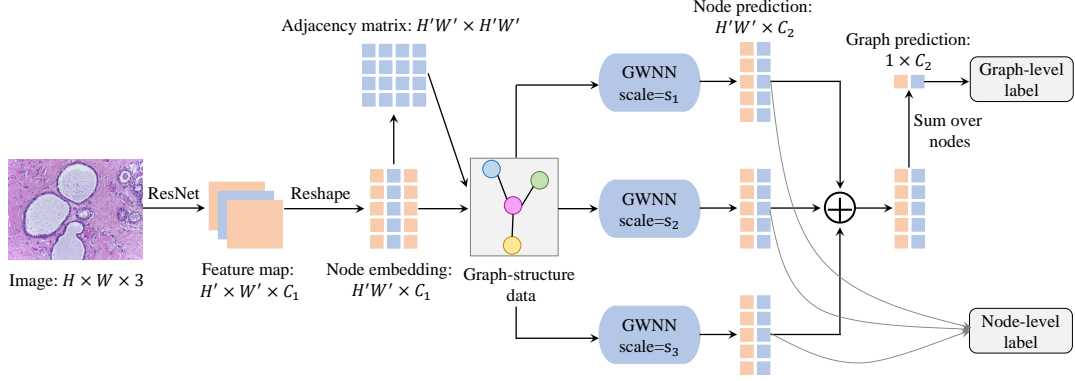 Adjacency matrix: H′W′ × H′W′
Node prediction:
H′W′ × C₂
Graph prediction:
1 × C₂
GWNN
scale=s₁
Graph-level
label
Sum over
nodes
ResNet
Reshape
GWNN
scale=s₂
Image: H × W × 3
Feature map:
H′ × W′ × C₁
Node embedding:
H′W′ × C₁
Graph-structure
data
GWNN
scale=s₃
Node-level
label